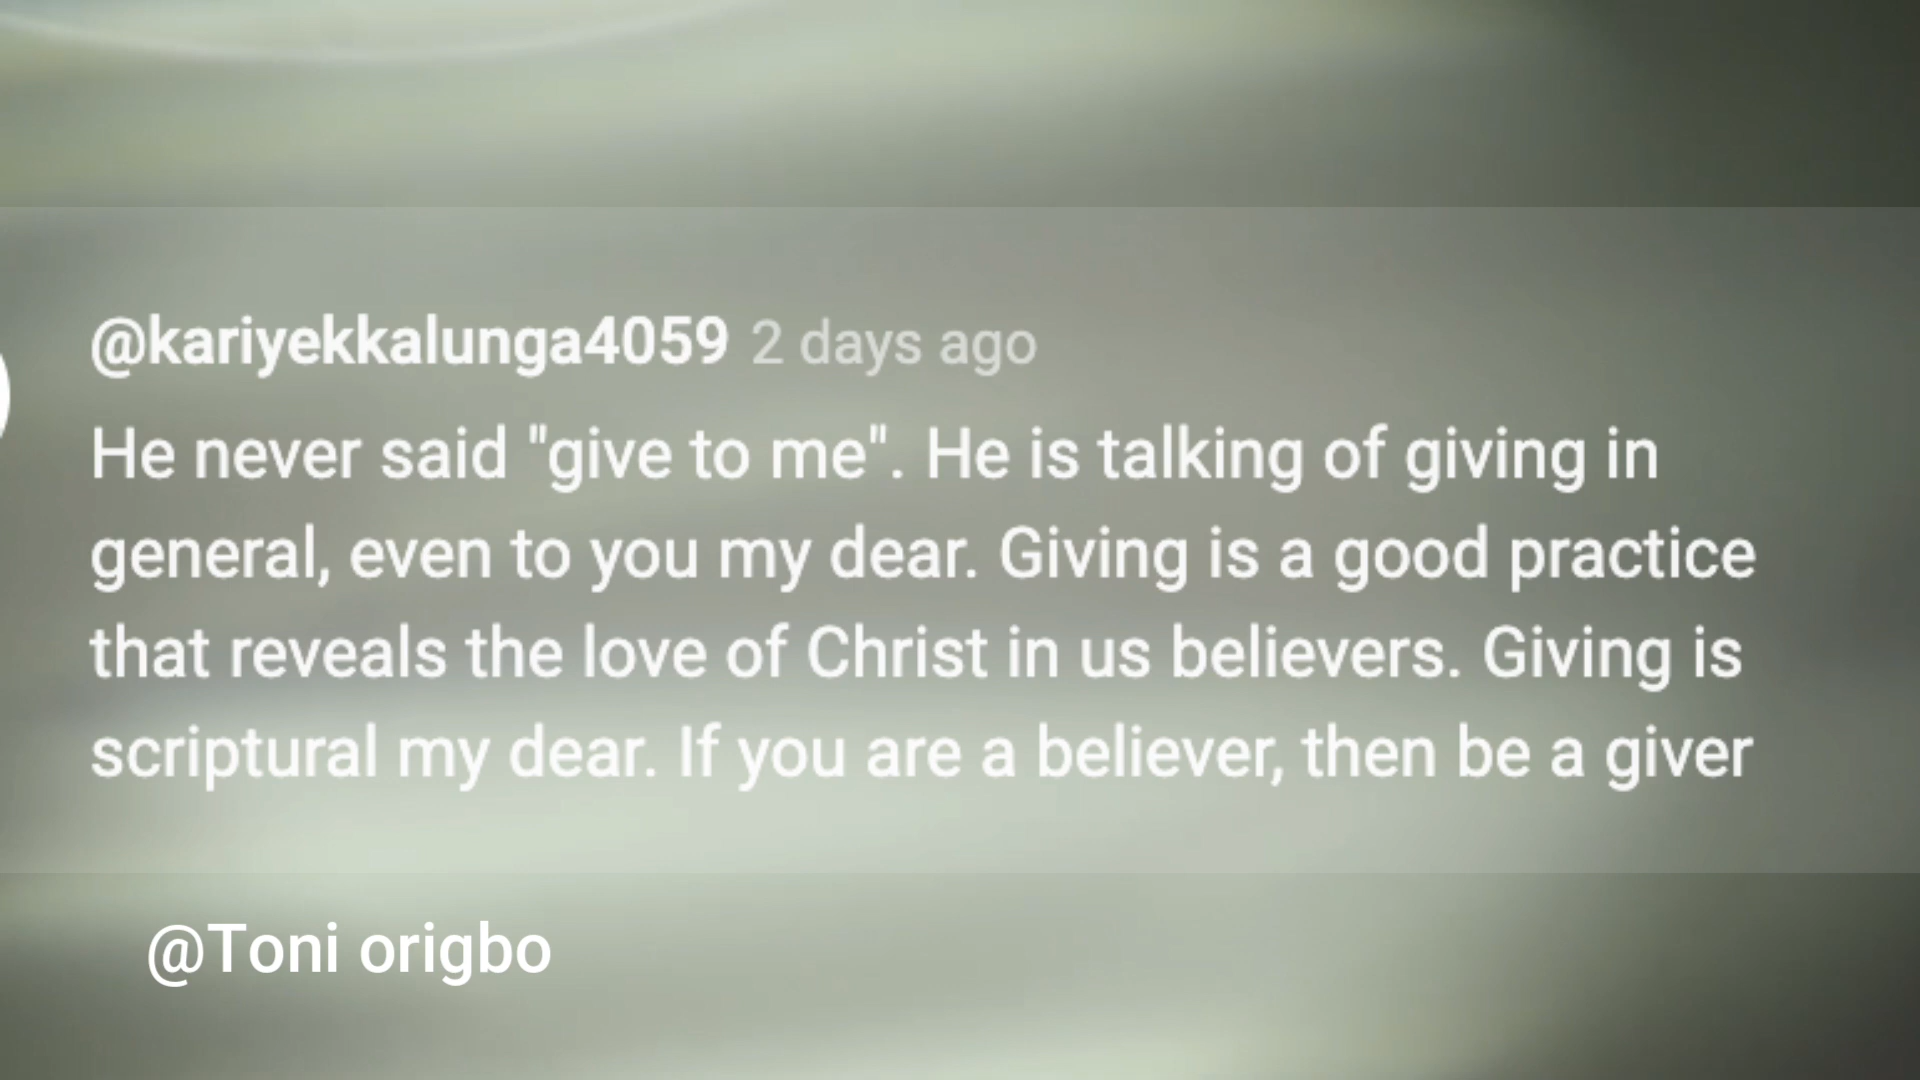 @kariyekkalunga4059 2 days ago
He never said "give to me". He is talking of giving in
general, even to you my dear. Giving is a good practice
that reveals the love of Christ in us believers. Giving is
scriptural my dear. If you are a believer, then be a giver
@Toni origbo